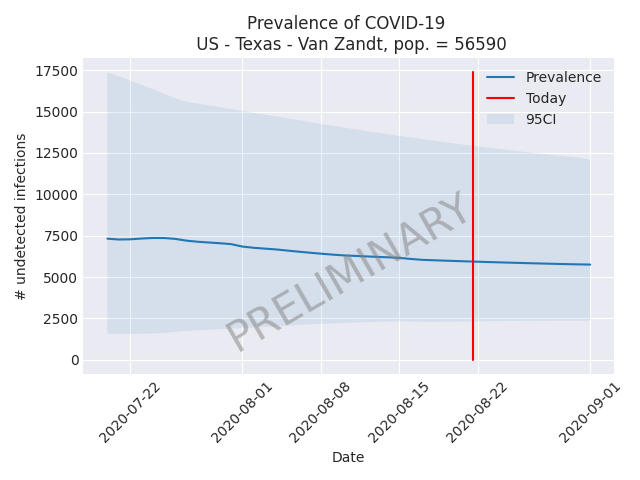 Prevalence of COVID-19
US - Texas - Van Zandt, pop. = 56590
17500
15000
12500
10000
7500
5000
2500
0
# undetected infections
Prevalence
Today
95CI
PRELIMINARY
2020-07-22
2020-08-01
2020-08-08
2020-08-15
2020-08-22
2020-09-01
Date